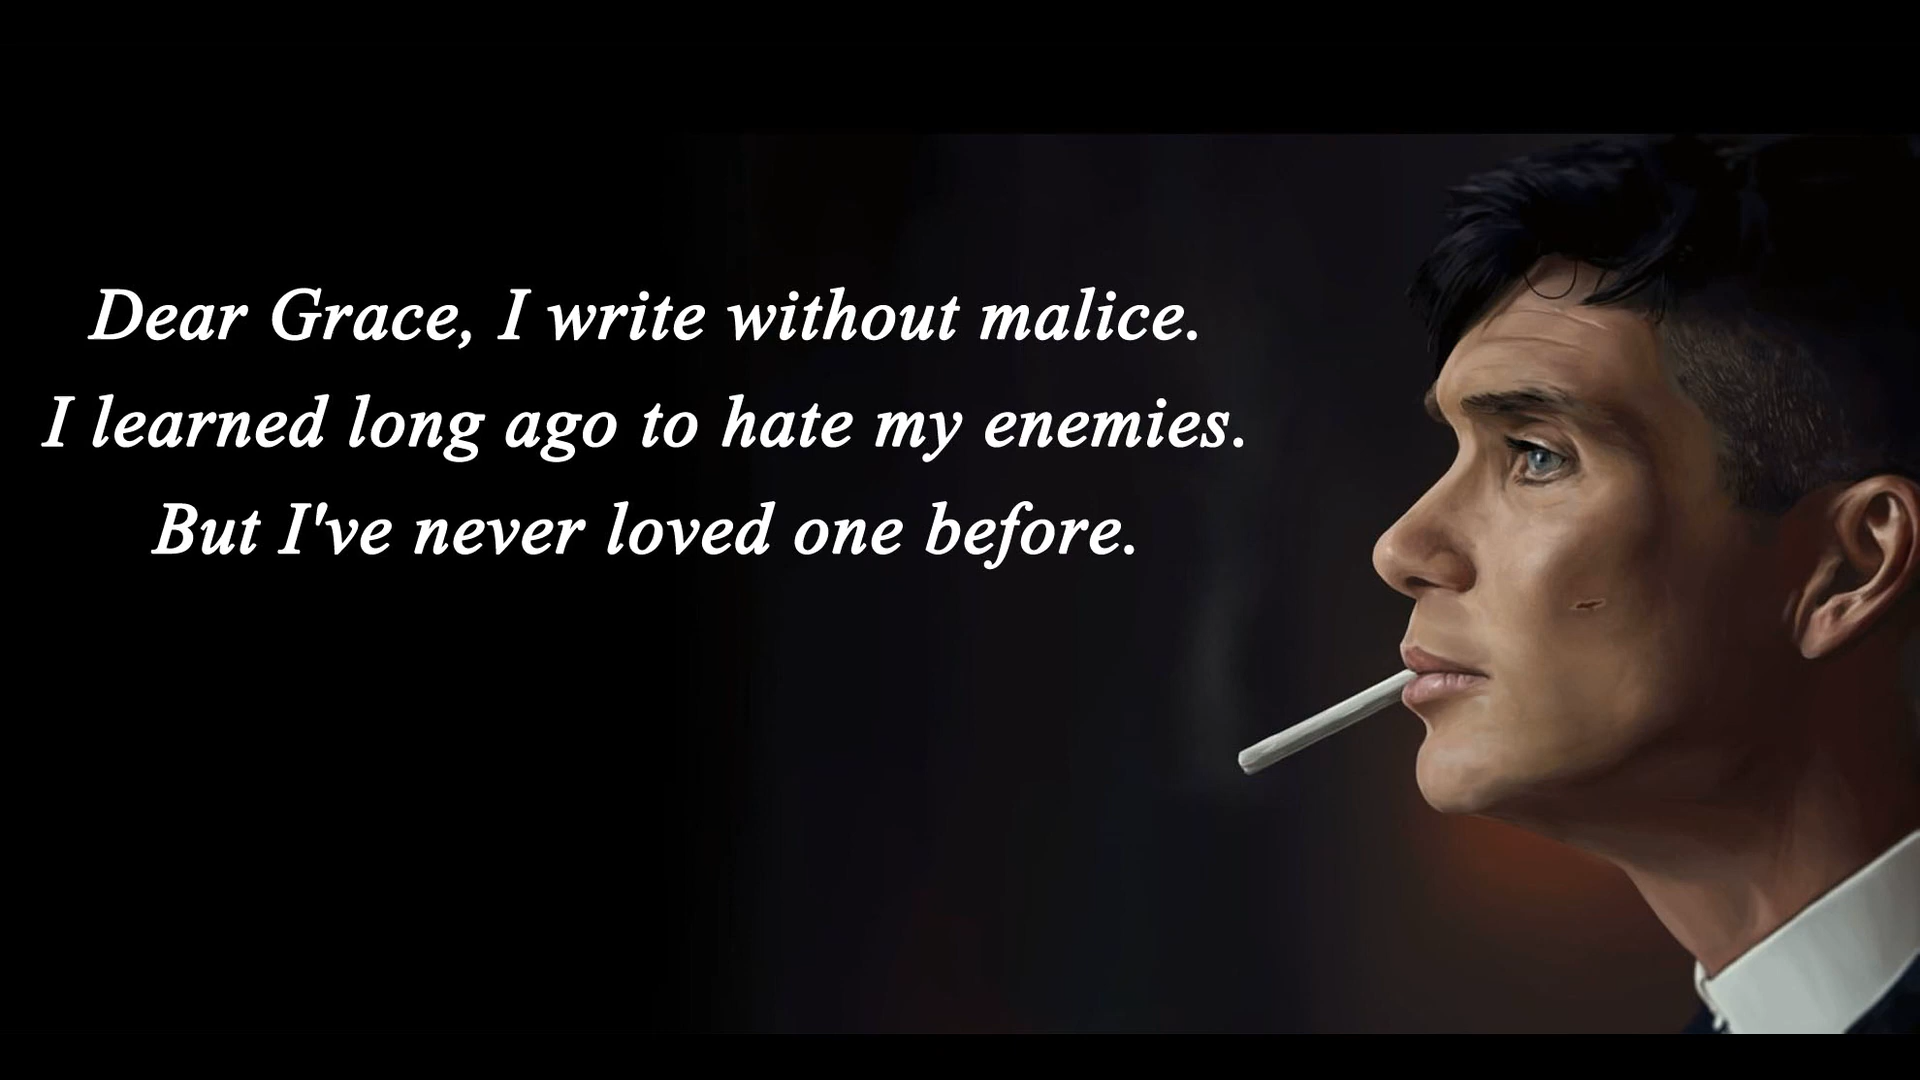 Dear Grace, I write without malice.
I learned long ago to hate my enemies.
But I've never loved one before.